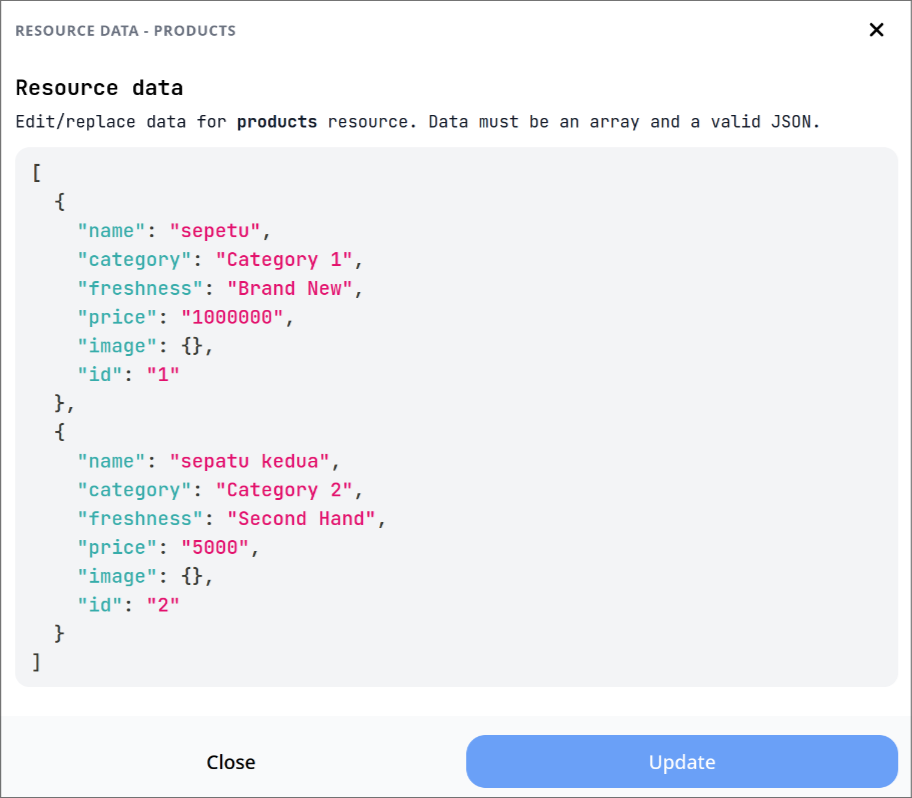 RESOURCE DATA - PRODUCTS
Resource data
Edit/replace data for products resource. Data must be an array and a valid JSON.
[
  {
    "name": "sepetu",
    "category": "Category 1",
    "freshness": "Brand New",
    "price": "1000000",
    "image": {},
    "id": "1"
  },
  {
    "name": "sepatu kedua",
    "category": "Category 2",
    "freshness": "Second Hand",
    "price": "5000",
    "image": {},
    "id": "2"
  }
]
Close
Update